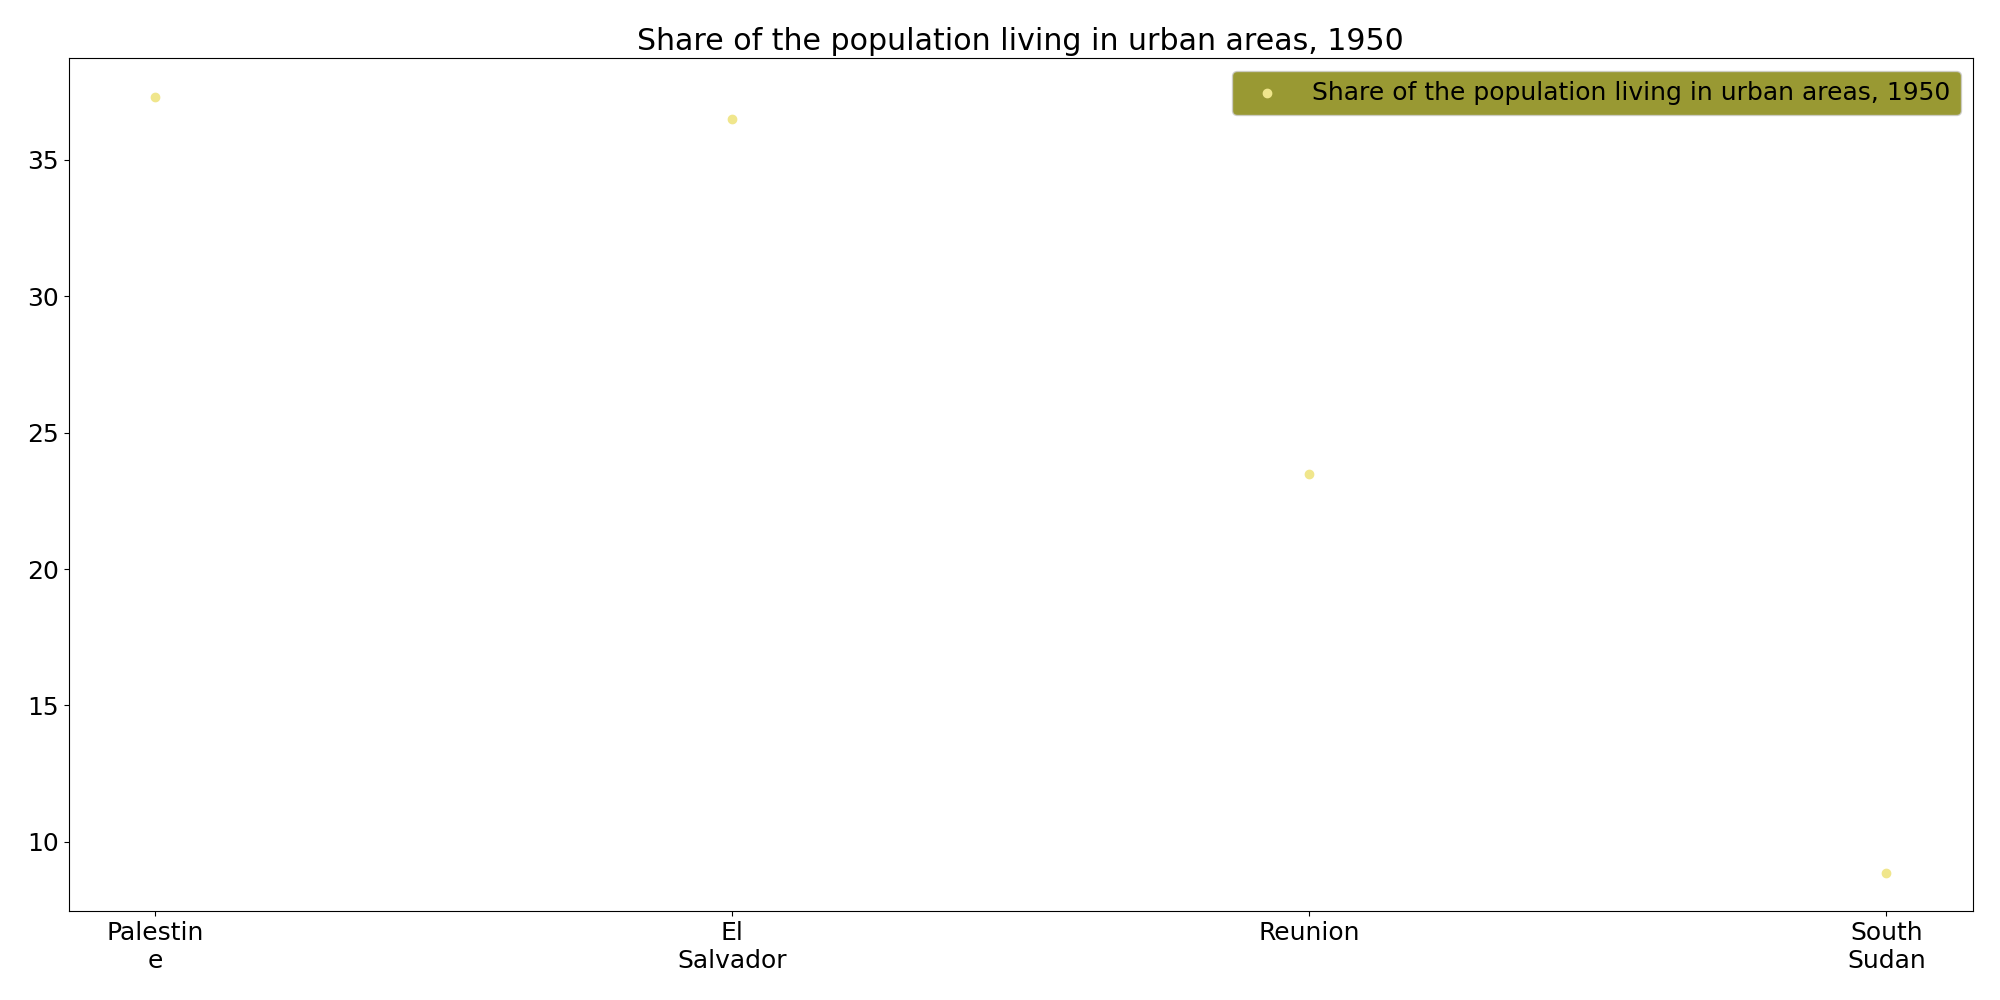 Share of the population living in urban areas, 1950
Share of the population living in urban areas, 1950
35
30
25
20
15
10
Palestin
e
El
Salvador
Reunion
South
Sudan